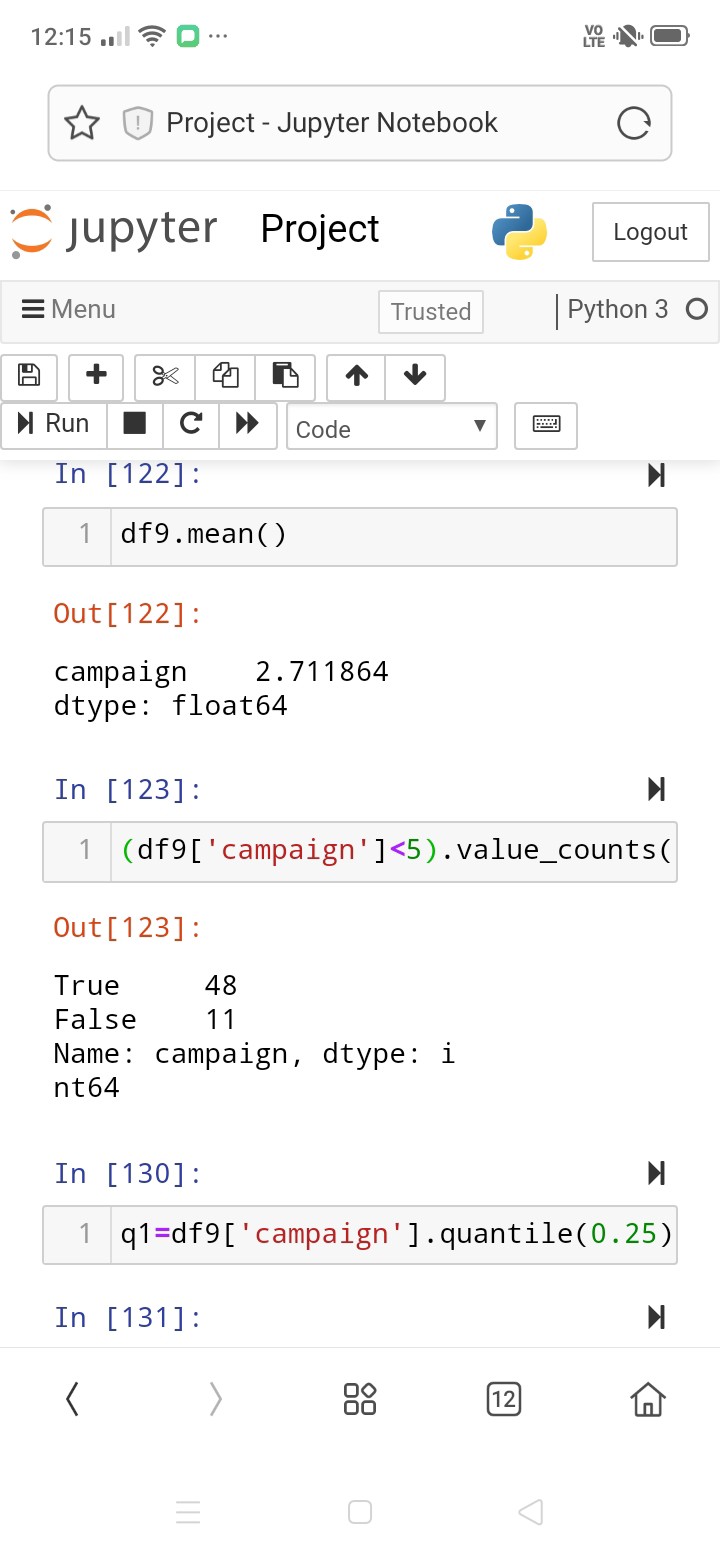 12:15 ··· VO LTE
Project - Jupyter Notebook
jupyter Project Logout
Menu Trusted Python 3
Run Code
In [122]:
1 df9.mean()
Out[122]:
campaign    2.711864
dtype: float64
In [123]:
1 (df9['campaign']<5).value_counts(
Out[123]:
True     48
False    11
Name: campaign, dtype: i
nt64
In [130]:
1 q1=df9['campaign'].quantile(0.25)
In [131]:
12